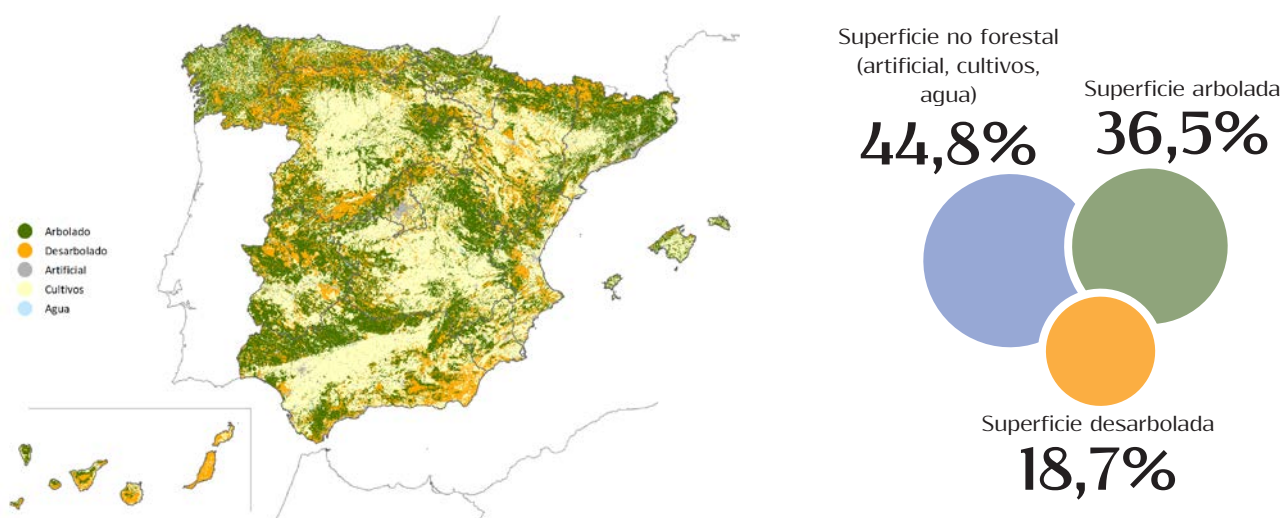 Arbolado
Desarbolado
Artificial
Cultivos
Agua
Superficie no forestal
(artificial, cultivos,
agua)
44,8%
Superficie arbolada
36,5%
Superficie desarbolada
18,7%